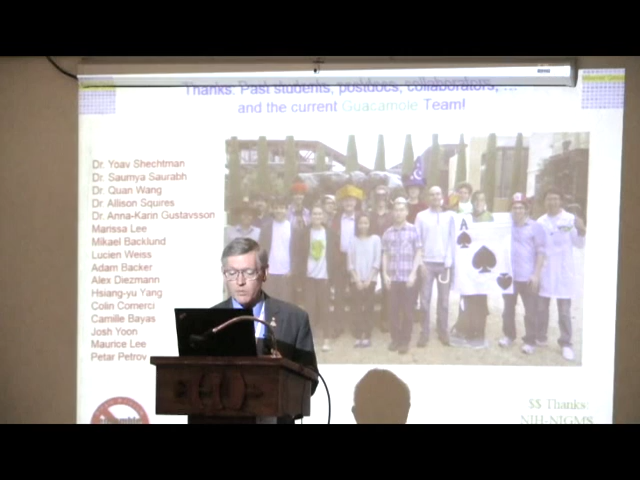 Thanks: Past students, postdocs, collaborators, ...
and the current Guacamole Team!
Dr. Yoav Shechtman
Dr. Saumya Saurabh
Dr. Quan Wang
Dr. Allison Squires
Dr. Anna-Karin Gustavsson
Marissa Lee
Mikael Backlund
Lucien Weiss
Adam Backer
Alex Diezmann
Hsiang-yu Yang
Colin Comerci
Camille Bayas
Josh Yoon
Maurice Lee
Petar Petrov
A
$$ Thanks:
NIH-NIGMS